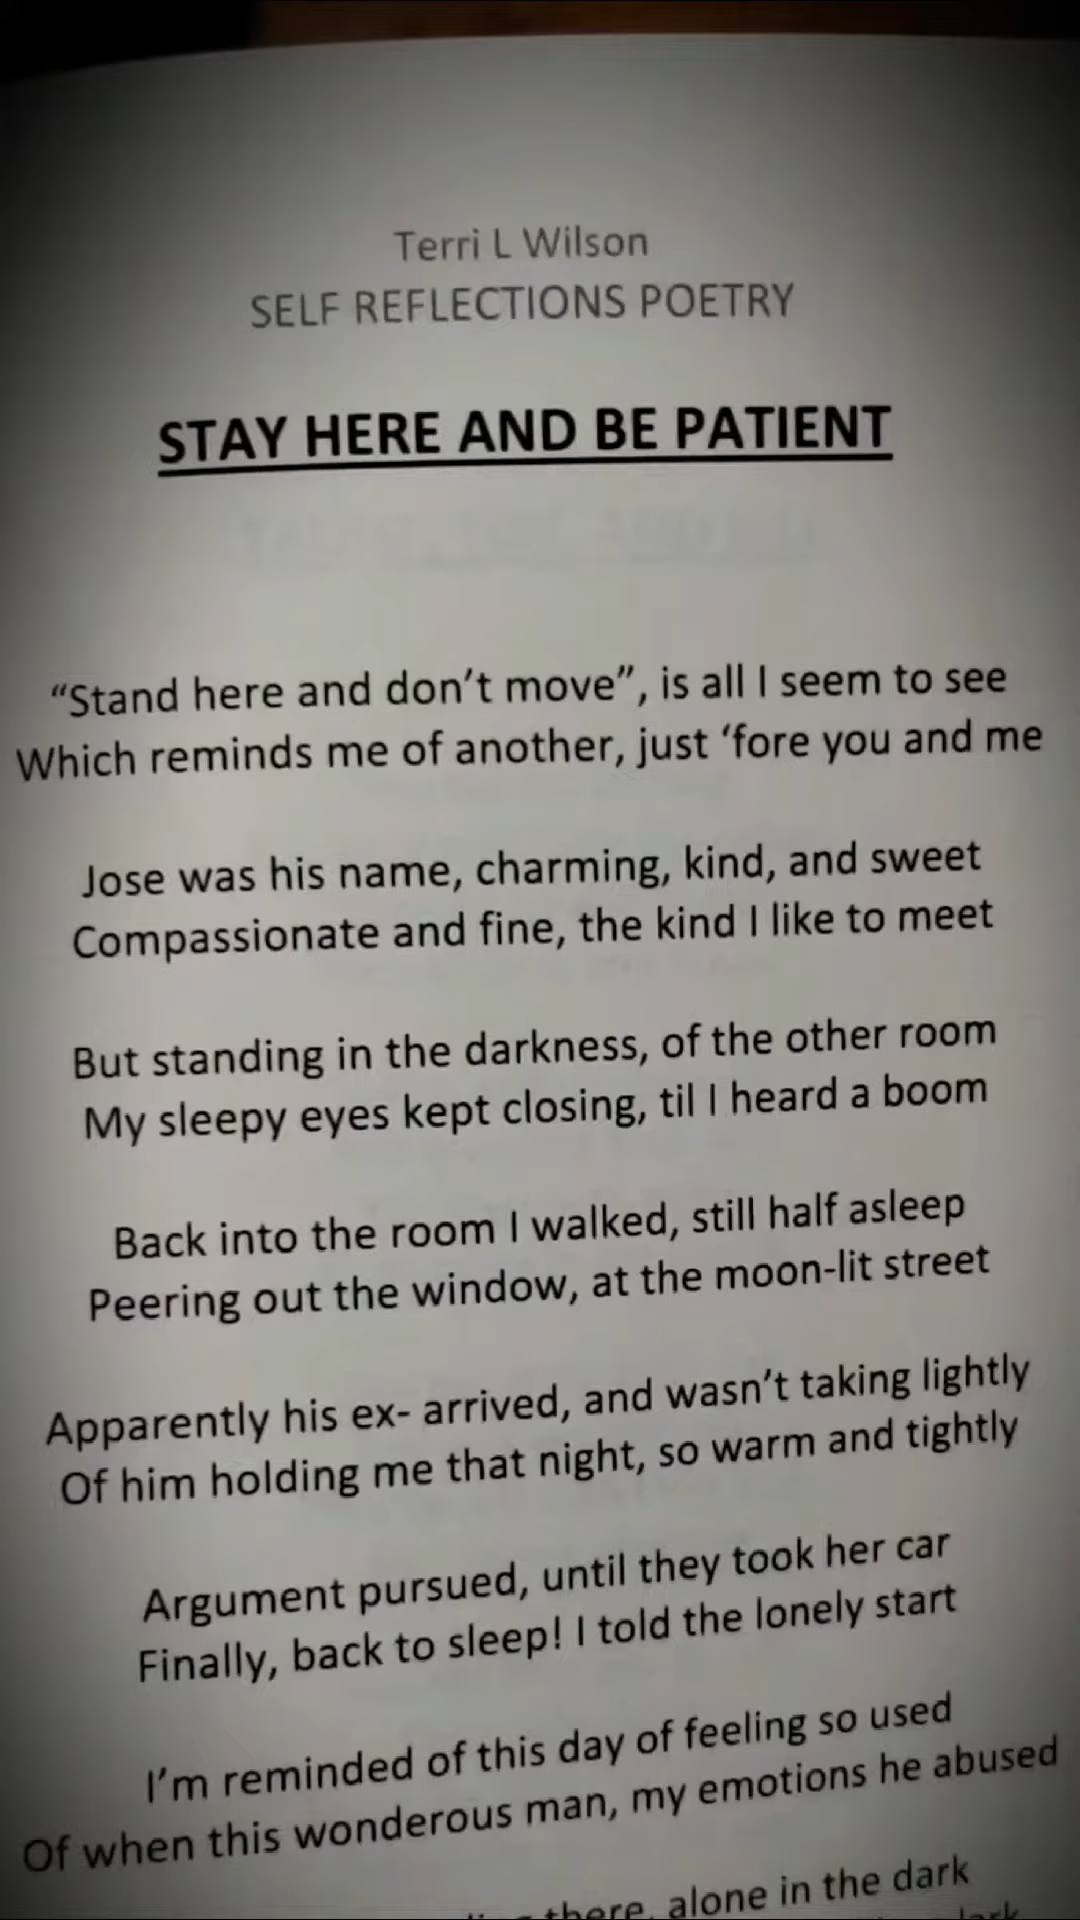 Terri L Wilson
SELF REFLECTIONS POETRY
STAY HERE AND BE PATIENT
“Stand here and don’t move”, is all I seem to see
Which reminds me of another, just ‘fore you and me
Jose was his name, charming, kind, and sweet
Compassionate and fine, the kind I like to meet
But standing in the darkness, of the other room
My sleepy eyes kept closing, til I heard a boom
Back into the room I walked, still half asleep
Peering out the window, at the moon-lit street
Apparently his ex- arrived, and wasn’t taking lightly
Of him holding me that night, so warm and tightly
Argument pursued, until they took her car
Finally, back to sleep! I told the lonely start
I’m reminded of this day of feeling so used
Of when this wonderous man, my emotions he abused
there, alone in the dark